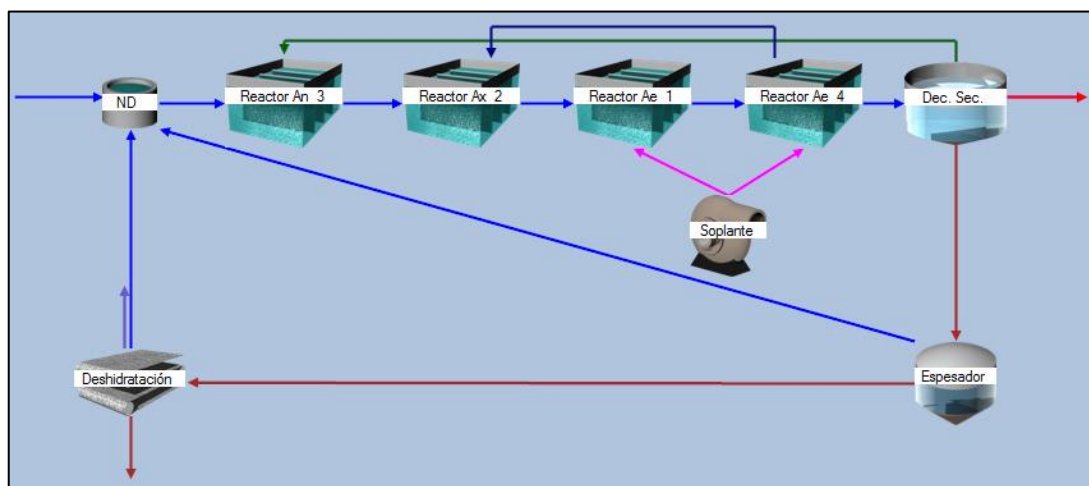 ND
Reactor An 3
Reactor Ax 2
Reactor Ae 1
Reactor Ae 4
Dec. Sec.
Soplante
Deshidratación
Espesador